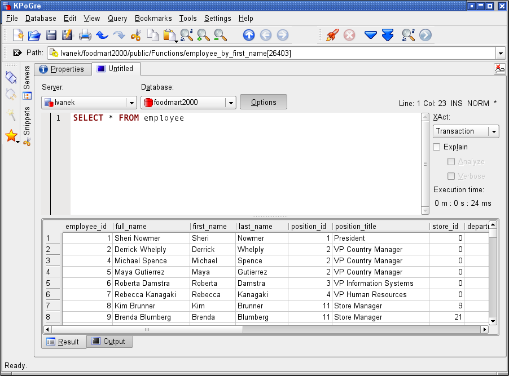 KPoGre
File Database Edit View Query Bookmarks Tools Settings Help
Path: lvanek/foodmart2000/public/Functions/employee_by_first_name[26403]
Servers
Snippets
Properties Untitled
Server: Database:
lvanek foodmart2000 Options Line: 1 Col: 23 INS NORM *
1 SELECT * FROM employee
XAct:
Transaction
Explain
Analyze
Verbose
Execution time:
0 m : 0 s : 24 ms
employee_id full_name first_name last_name position_id position_title store_id departu
1 1 Sheri Nowmer Sheri Nowmer 1 President 0
2 2 Derrick Whelply Derrick Whelply 2 VP Country Manager 0
3 4 Michael Spence Michael Spence 2 VP Country Manager 0
4 5 Maya Gutierrez Maya Gutierrez 2 VP Country Manager 0
5 6 Roberta Damstra Roberta Damstra 3 VP Information Systems 0
6 7 Rebecca Kanagaki Rebecca Kanagaki 4 VP Human Resources 0
7 8 Kim Brunner Kim Brunner 11 Store Manager 9
8 9 Brenda Blumberg Brenda Blumberg 11 Store Manager 21
Result Output
Ready.